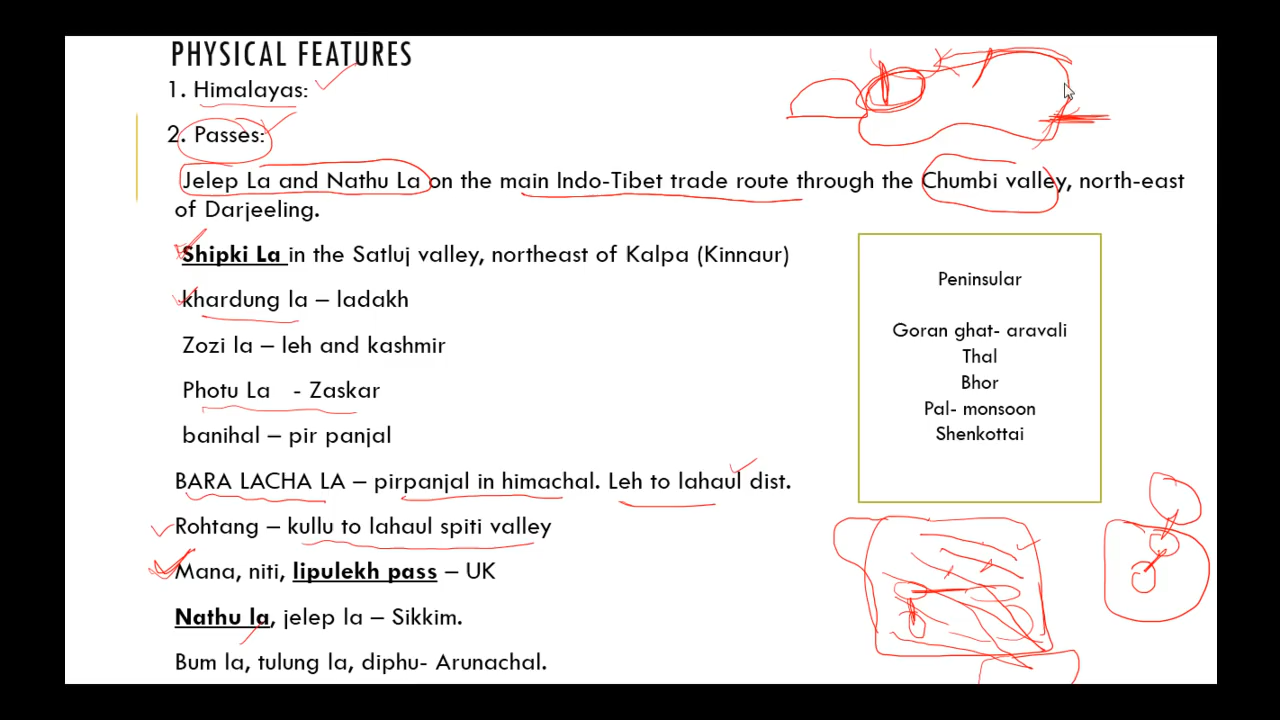 PHYSICAL FEATURES
1. Himalayas:
2. Passes:
Jelep La and Nathu La on the main Indo-Tibet trade route through the Chumbi valley, north-east
of Darjeeling.
Shipki La in the Satluj valley, northeast of Kalpa (Kinnaur)
khardung la – ladakh
Zozi la – leh and kashmir
Photu La - Zaskar
banihal – pir panjal
BARA LACHA LA – pirpanjal in himachal. Leh to lahaul dist.
Rohtang – kullu to lahaul spiti valley
Mana, niti, lipulekh pass – UK
Nathu la, jelep la – Sikkim.
Bum la, tulung la, diphu- Arunachal.
Peninsular
Goran ghat- aravali
Thal
Bhor
Pal- monsoon
Shenkottai